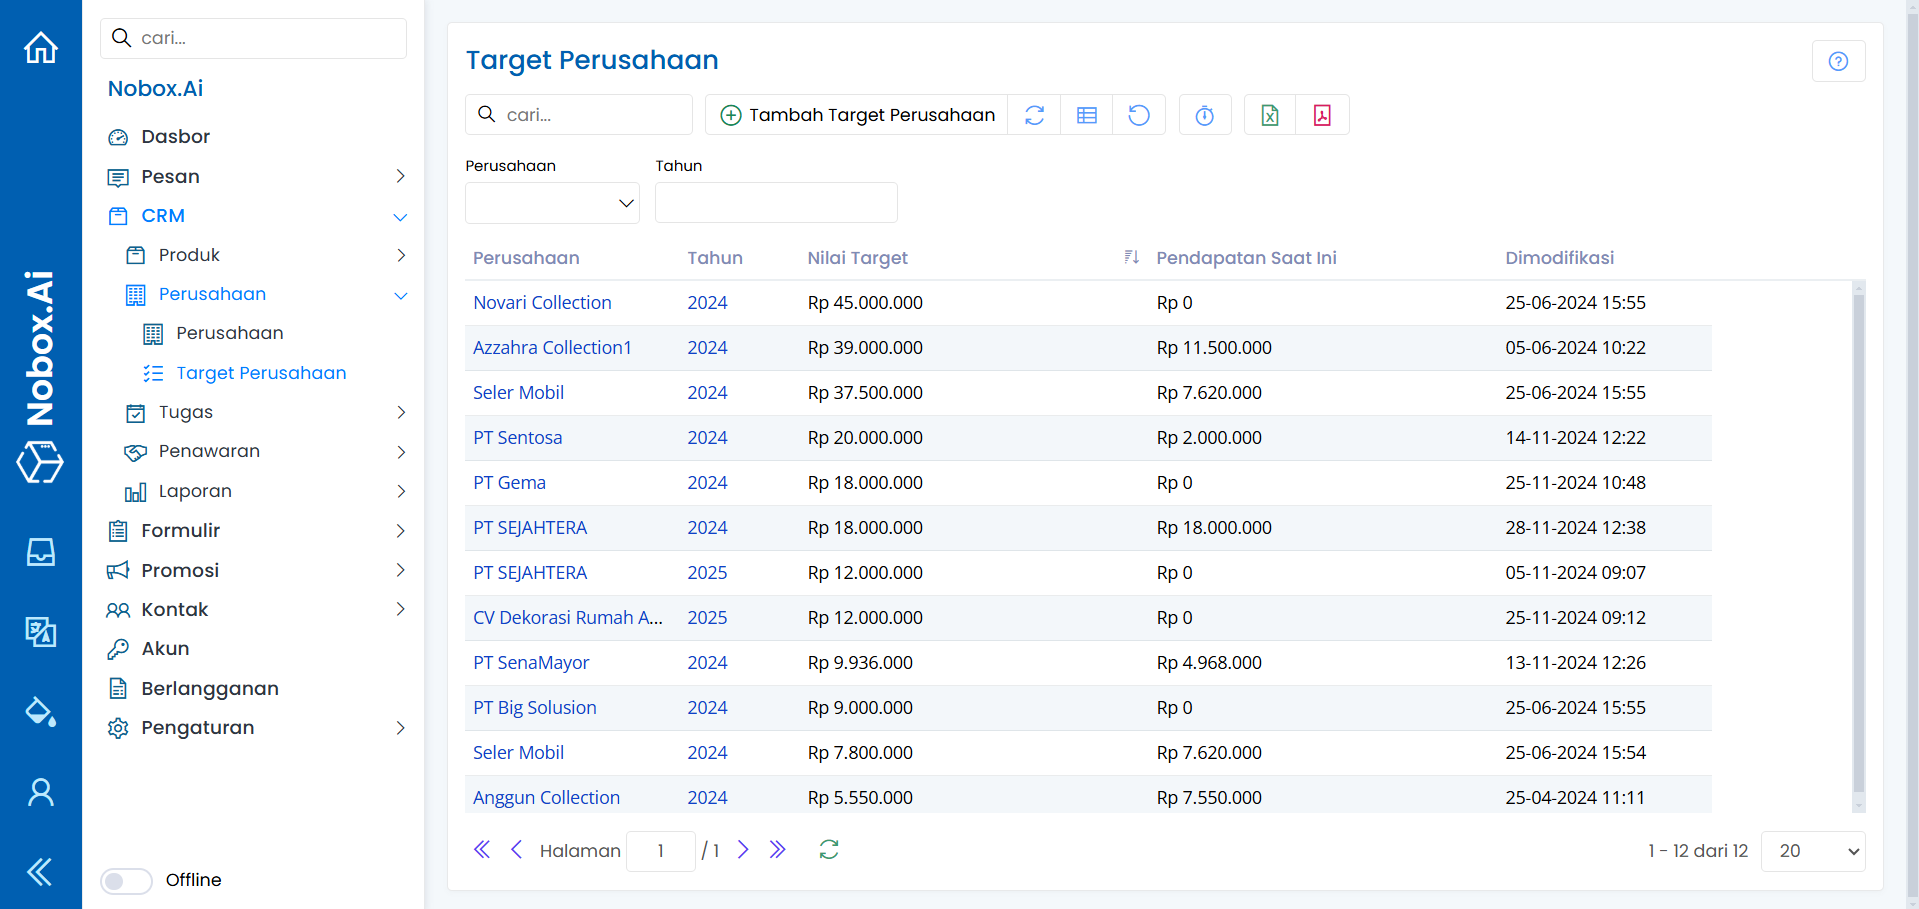 cari...
Nobox.Ai
Dasbor
Pesan
CRM
Produk
Perusahaan
Perusahaan
Target Perusahaan
Tugas
Penawaran
Laporan
Formulir
Promosi
Kontak
Akun
Berlangganan
Pengaturan
Offline
Nobox.Ai
Target Perusahaan
cari...
Tambah Target Perusahaan
Perusahaan Tahun
Perusahaan Tahun Nilai Target Pendapatan Saat Ini Dimodifikasi
Novari Collection 2024 Rp 45.000.000 Rp 0 25-06-2024 15:55
Azzahra Collection1 2024 Rp 39.000.000 Rp 11.500.000 05-06-2024 10:22
Seler Mobil 2024 Rp 37.500.000 Rp 7.620.000 25-06-2024 15:55
PT Sentosa 2024 Rp 20.000.000 Rp 2.000.000 14-11-2024 12:22
PT Gema 2024 Rp 18.000.000 Rp 0 25-11-2024 10:48
PT SEJAHTERA 2024 Rp 18.000.000 Rp 18.000.000 28-11-2024 12:38
PT SEJAHTERA 2025 Rp 12.000.000 Rp 0 05-11-2024 09:07
CV Dekorasi Rumah A... 2025 Rp 12.000.000 Rp 0 25-11-2024 09:12
PT SenaMayor 2024 Rp 9.936.000 Rp 4.968.000 13-11-2024 12:26
PT Big Solusion 2024 Rp 9.000.000 Rp 0 25-06-2024 15:55
Seler Mobil 2024 Rp 7.800.000 Rp 7.620.000 25-06-2024 15:54
Anggun Collection 2024 Rp 5.550.000 Rp 7.550.000 25-04-2024 11:11
Halaman 1 / 1 1 - 12 dari 12 20